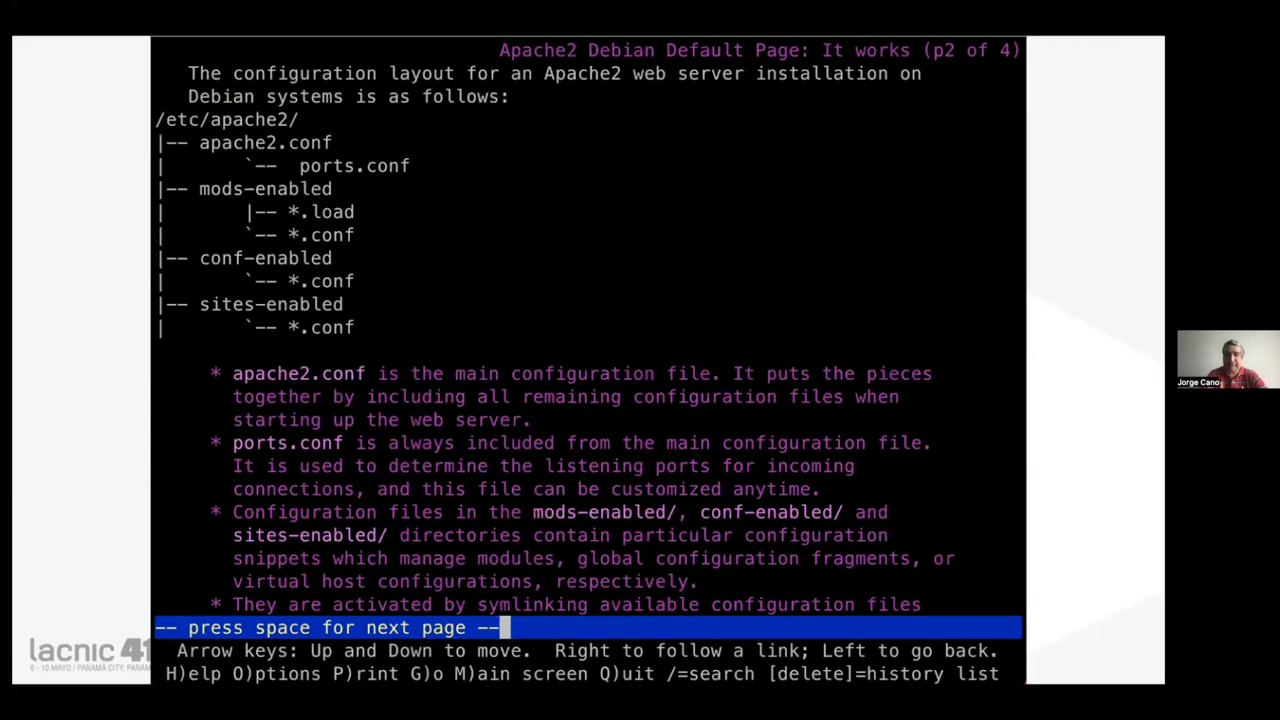 Apache2 Debian Default Page: It works (p2 of 4)
The configuration layout for an Apache2 web server installation on
Debian systems is as follows:
/etc/apache2/
|-- apache2.conf
|       `--  ports.conf
|-- mods-enabled
|       |-- *.load
|       `-- *.conf
|-- conf-enabled
|       `-- *.conf
|-- sites-enabled
|       `-- *.conf
* apache2.conf is the main configuration file. It puts the pieces
together by including all remaining configuration files when
starting up the web server.
* ports.conf is always included from the main configuration file.
It is used to determine the listening ports for incoming
connections, and this file can be customized anytime.
* Configuration files in the mods-enabled/, conf-enabled/ and
sites-enabled/ directories contain particular configuration
snippets which manage modules, global configuration fragments, or
virtual host configurations, respectively.
* They are activated by symlinking available configuration files
-- press space for next page --
Arrow keys: Up and Down to move.  Right to follow a link; Left to go back.
H)elp O)ptions P)rint G)o M)ain screen Q)uit /=search [delete]=history list
lacnic 41
6 - 10 MAYO / PANAMÁ CITY, PANAM
Jorge Cano